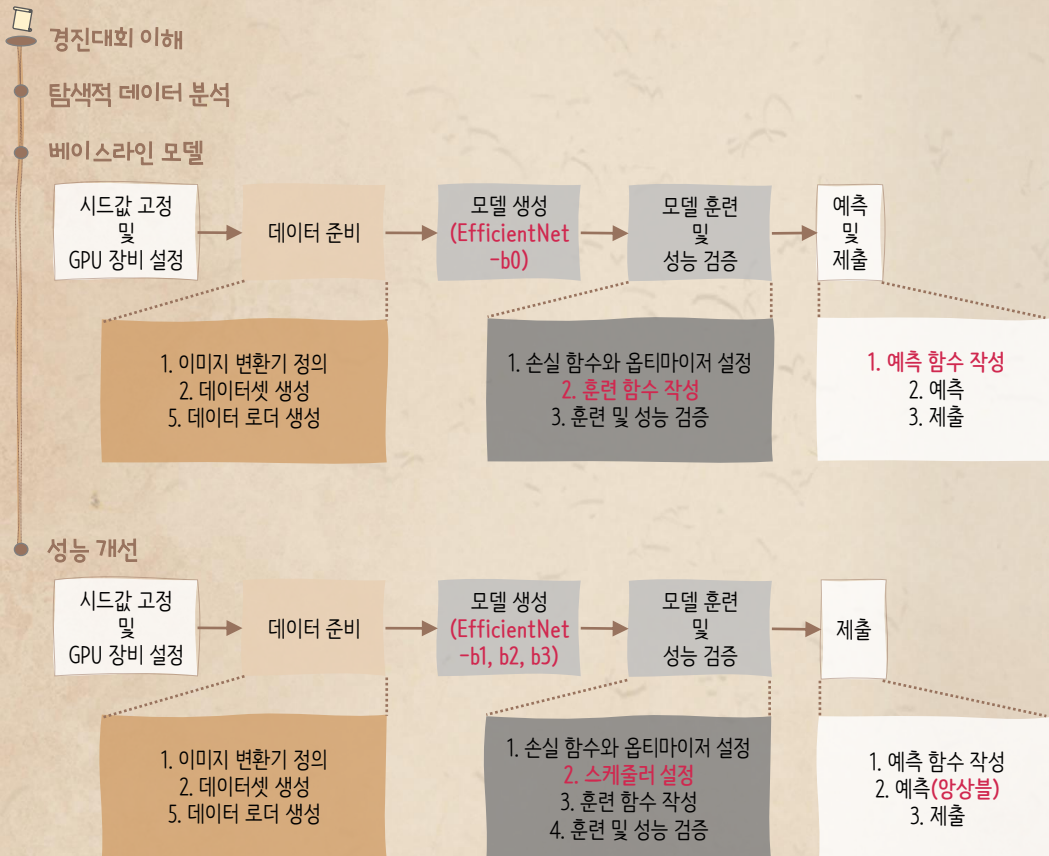 경진대회 이해
탐색적 데이터 분석
베이스라인 모델
시드값 고정
및
GPU 장비 설정
데이터 준비
모델 생성
(EfficientNet
-b0)
모델 훈련
및
성능 검증
예측
및
제출
1. 이미지 변환기 정의
2. 데이터셋 생성
5. 데이터 로더 생성
1. 손실 함수와 옵티마이저 설정
2. 훈련 함수 작성
3. 훈련 및 성능 검증
1. 예측 함수 작성
2. 예측
3. 제출
성능 개선
시드값 고정
및
GPU 장비 설정
데이터 준비
모델 생성
(EfficientNet
-b1, b2, b3)
모델 훈련
및
성능 검증
제출
1. 이미지 변환기 정의
2. 데이터셋 생성
5. 데이터 로더 생성
1. 손실 함수와 옵티마이저 설정
2. 스케줄러 설정
3. 훈련 함수 작성
4. 훈련 및 성능 검증
1. 예측 함수 작성
2. 예측(앙상블)
3. 제출